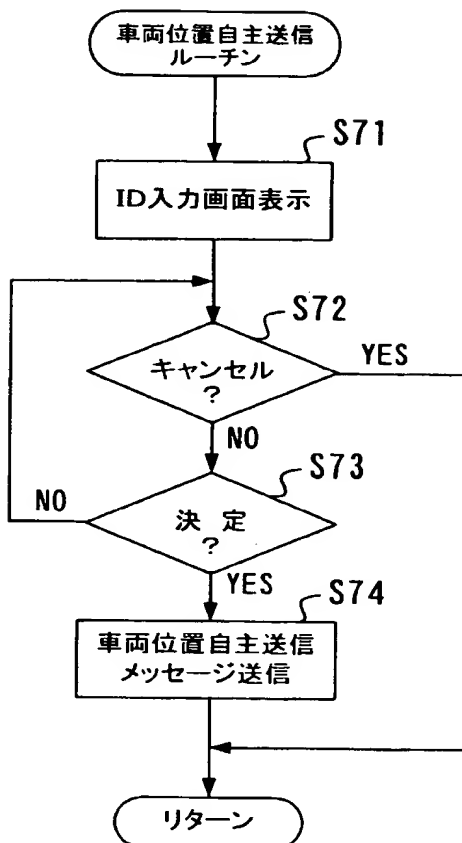 車両位置自主送信
ルーチン
S71
ID入力画面表示
S72
キャンセル
?
YES
NO
S73
決 定
?
NO
YES
S74
車両位置自主送信
メッセージ送信
リターン